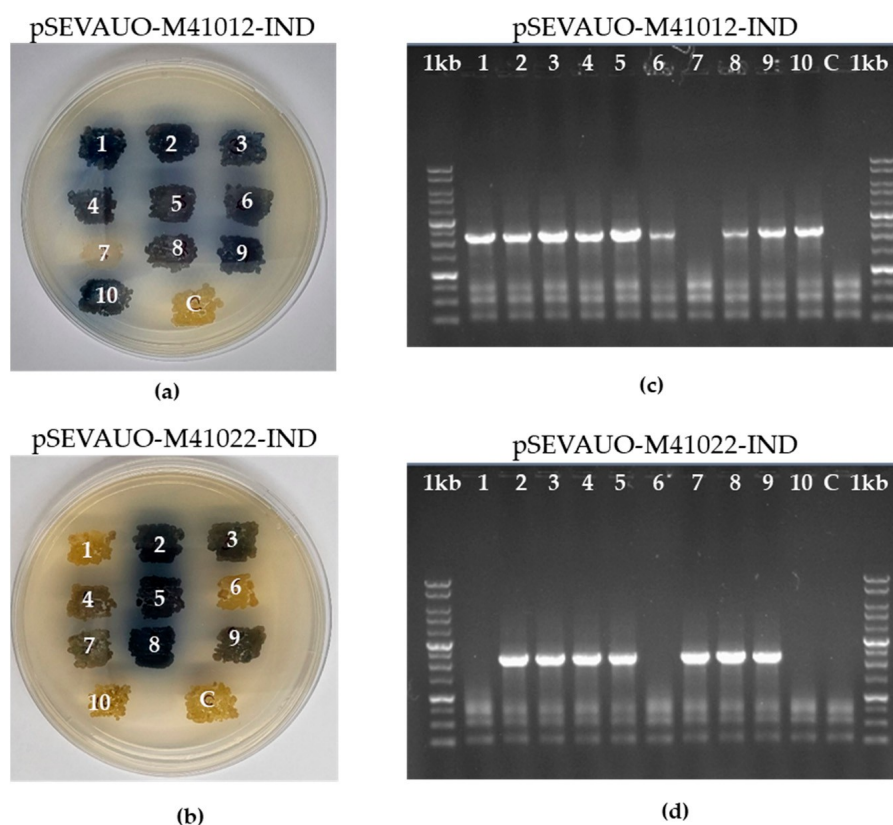 pSEVAUO-M41012-IND
1 2 3
4 5 6
7 8 9
10 C
(a)
pSEVAUO-M41012-IND
1kb 1 2 3 4 5 6 7 8 9 10 C 1kb
(c)
pSEVAUO-M41022-IND
1 2 3
4 5 6
7 8 9
10 C
(b)
pSEVAUO-M41022-IND
1kb 1 2 3 4 5 6 7 8 9 10 C 1kb
(d)